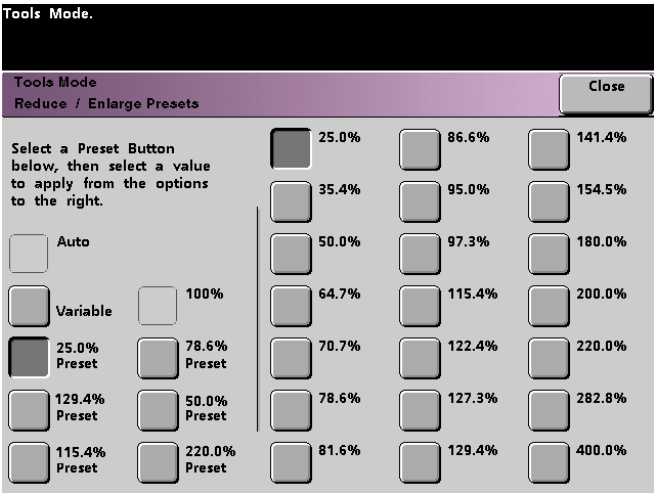 Tools Mode.
Tools Mode
Reduce / Enlarge Presets
Close
Select a Preset Button
below, then select a value
to apply from the options
to the right.
Auto
Variable
100%
25.0%
Preset
78.6%
Preset
129.4%
Preset
50.0%
Preset
115.4%
Preset
220.0%
Preset
25.0%
86.6%
141.4%
35.4%
95.0%
154.5%
50.0%
97.3%
180.0%
64.7%
115.4%
200.0%
70.7%
122.4%
220.0%
78.6%
127.3%
282.8%
81.6%
129.4%
400.0%